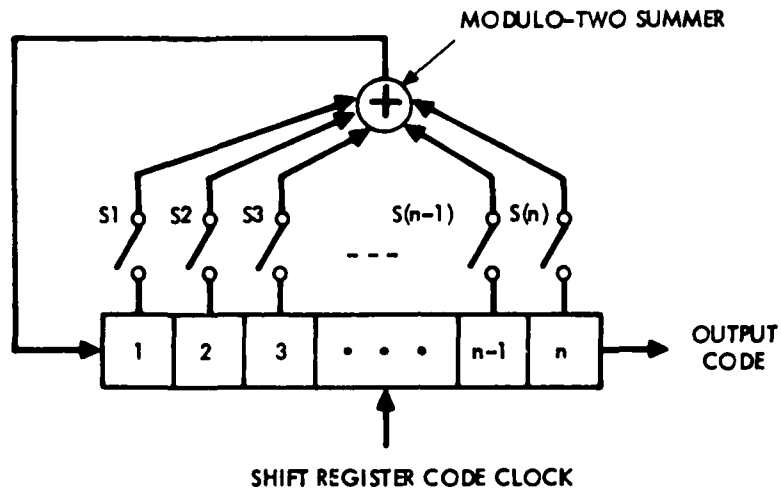 MODULO-TWO SUMMER
+
S1 S2 S3 S(n-1) S(n)
1 2 3 • • • n-1 n
OUTPUT
CODE
SHIFT REGISTER CODE CLOCK